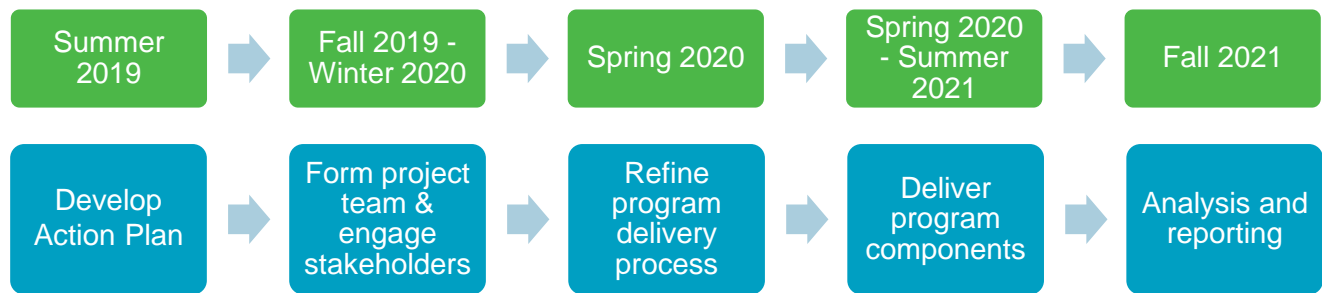 Summer
2019
Fall 2019 -
Winter 2020
Spring 2020
Spring 2020
- Summer
2021
Fall 2021
Develop
Action Plan
Form project
team &
engage
stakeholders
Refine
program
delivery
process
Deliver
program
components
Analysis and
reporting